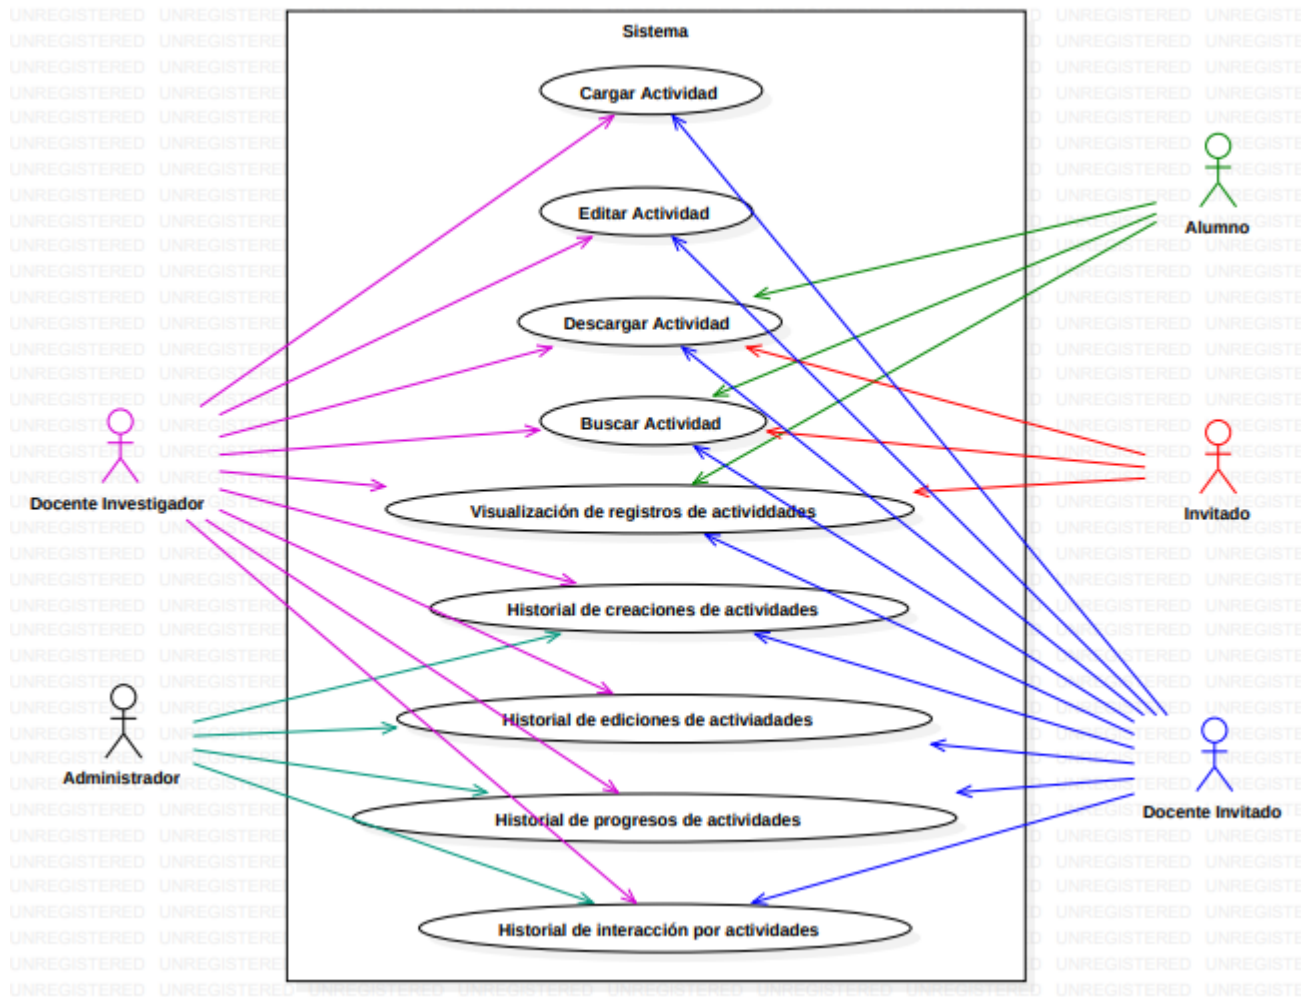 Sistema
Cargar Actividad
Editar Actividad
Alumno
Descargar Actividad
Buscar Actividad
Docente Investigador
Visualización de registros de actividdades
Invitado
Historial de creaciones de actividades
Historial de ediciones de activiadades
Administrador
Docente Invitado
Historial de progresos de actividades
Historial de interacción por actividades
UNREGISTERED